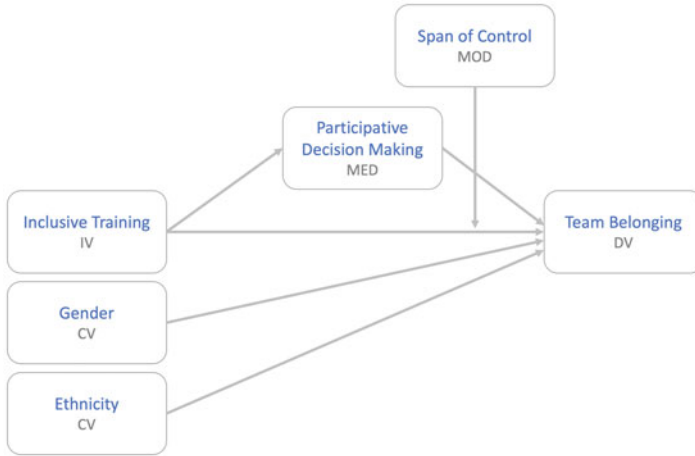 Span of Control
MOD
Participative
Decision Making
MED
Inclusive Training
IV
Team Belonging
DV
Gender
CV
Ethnicity
CV